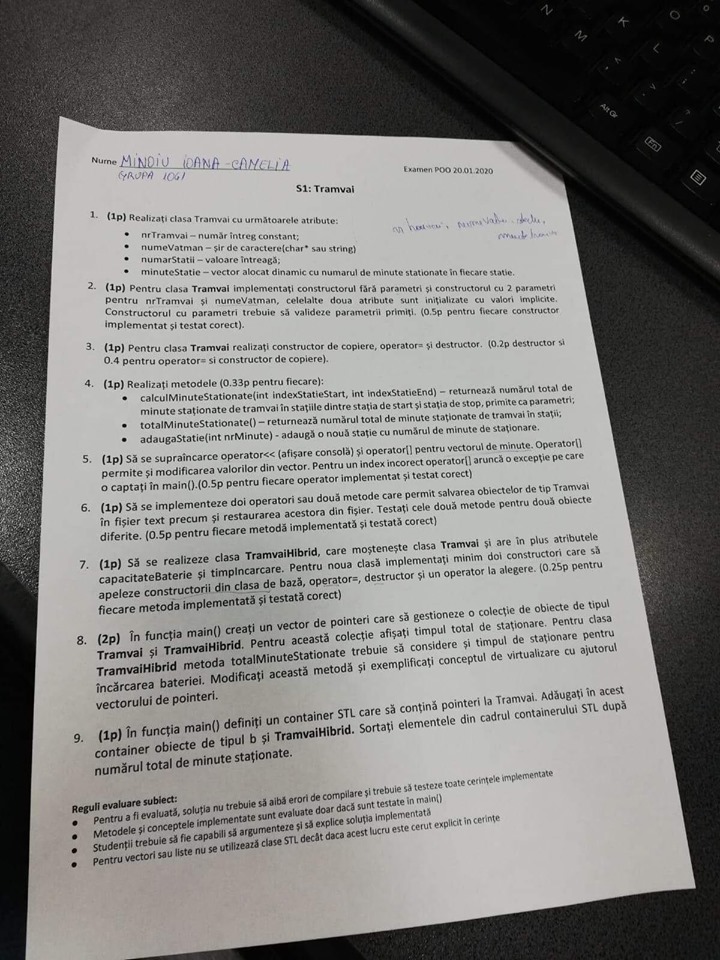 Nume MINDIU IOANA-CAMELIA
GRUPA 1061
Examen POO 20.01.2020
S1: Tramvai
1. (1p) Realizați clasa Tramvai cu următoarele atribute:
• nrTramvai – număr întreg constant;
• numeVatman – șir de caractere(char* sau string)
• numarStatii – valoare întreagă;
• minuteStatie – vector alocat dinamic cu numarul de minute stationate în fiecare statie.
2. (1p) Pentru clasa Tramvai implementați constructorul fără parametri și constructorul cu 2 parametri
pentru nrTramvai și numeVatman, celelalte doua atribute sunt inițializate cu valori implicite.
Constructorul cu parametri trebuie să valideze parametrii primiți. (0.5p pentru fiecare constructor
implementat și testat corect).
3. (1p) Pentru clasa Tramvai realizați constructor de copiere, operator= și destructor. (0.2p destructor si
0.4 pentru operator= si constructor de copiere).
4. (1p) Realizați metodele (0.33p pentru fiecare):
• calculMinuteStationate(int indexStatieStart, int indexStatieEnd) – returnează numărul total de
minute staționate de tramvai în stațiile dintre stația de start și stația de stop, primite ca parametri;
• totalMinuteStationate() – returnează numărul total de minute stationate de tramvai în stații;
• adaugaStatie(int nrMinute) - adaugă o nouă stație cu numărul de minute de staționare.
5. (1p) Să se supraîncarce operator<< (afișare consolă) și operator[] pentru vectorul de minute. Operator[]
permite și modificarea valorilor din vector. Pentru un index incorect operator[] aruncă o excepție pe care
o captați în main().(0.5p pentru fiecare operator implementat și testat corect)
6. (1p) Să se implementeze doi operatori sau două metode care permit salvarea obiectelor de tip Tramvai
în fișier text precum si restaurarea acestora din fișier. Testați cele două metode pentru două obiecte
diferite. (0.5p pentru fiecare metodă implementată și testată corect)
7. (1p) Să se realizeze clasa TramvaiHibrid, care moștenește clasa Tramvai și are în plus atributele
capacitateBaterie și timpIncarcare. Pentru noua clasă implementați minim doi constructori care să
apeleze constructorii din clasa de bază, operator=, destructor și un operator la alegere. (0.25p pentru
fiecare metoda implementată și testată corect)
8. (2p) În funcția main() creați un vector de pointeri care să gestioneze o colecție de obiecte de tipul
Tramvai și TramvaiHibrid. Pentru această colecție afișați timpul total de staționare. Pentru clasa
TramvaiHibrid metoda totalMinuteStationate trebuie să considere și timpul de staționare pentru
încărcarea bateriei. Modificați această metodă și exemplificați conceptul de virtualizare cu ajutorul
vectorului de pointeri.
9. (1p) În funcția main() definiți un container STL care să conțină pointeri la Tramvai. Adăugați în acest
container obiecte de tipul b și TramvaiHibrid. Sortați elementele din cadrul containerului STL după
numărul total de minute staționate.
Reguli evaluare subiect:
• Pentru a fi evaluată, soluția nu trebuie să aibă erori de compilare și trebuie să testeze toate cerințele implementate
• Metodele și conceptele implementate sunt evaluate doar dacă sunt testate în main()
• Studenții trebuie să fie capabili să argumenteze și să explice soluția implementată
• Pentru vectori sau liste nu se utilizează clase STL decât daca acest lucru este cerut explicit în cerințe
N
M
K
L
O
P
Alt Gr
Fn